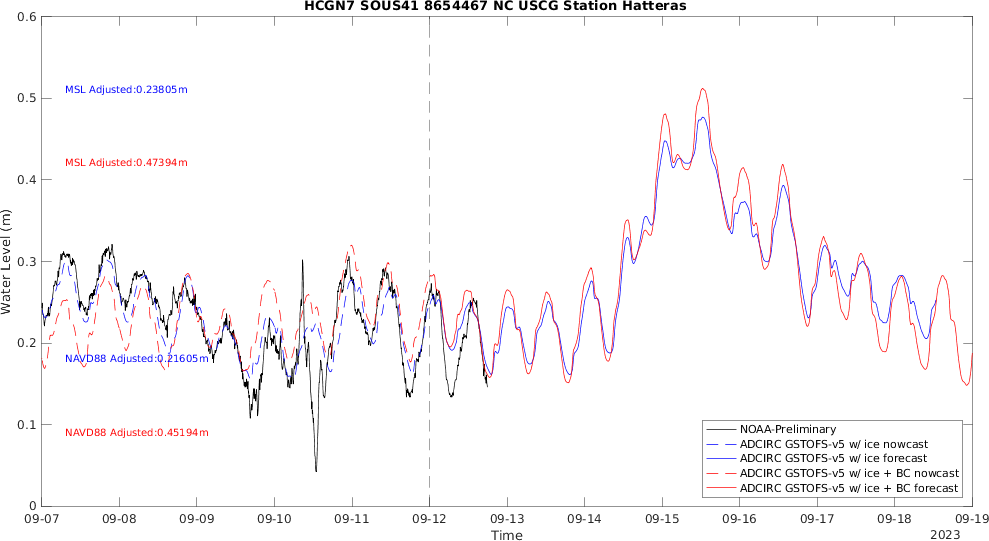 HCGN7 SOUS41 8654467 NC USCG Station Hatteras
0.6
0.5
0.4
0.3
0.2
0.1
0
Water Level (m)
MSL Adjusted:0.23805m
MSL Adjusted:0.47394m
NAVD88 Adjusted:0.21605m
NAVD88 Adjusted:0.45194m
NOAA-Preliminary
ADCIRC GSTOFS-v5 w/ ice nowcast
ADCIRC GSTOFS-v5 w/ ice forecast
ADCIRC GSTOFS-v5 w/ ice + BC nowcast
ADCIRC GSTOFS-v5 w/ ice + BC forecast
09-07 09-08 09-09 09-10 09-11 09-12 09-13 09-14 09-15 09-16 09-17 09-18 09-19
Time
2023